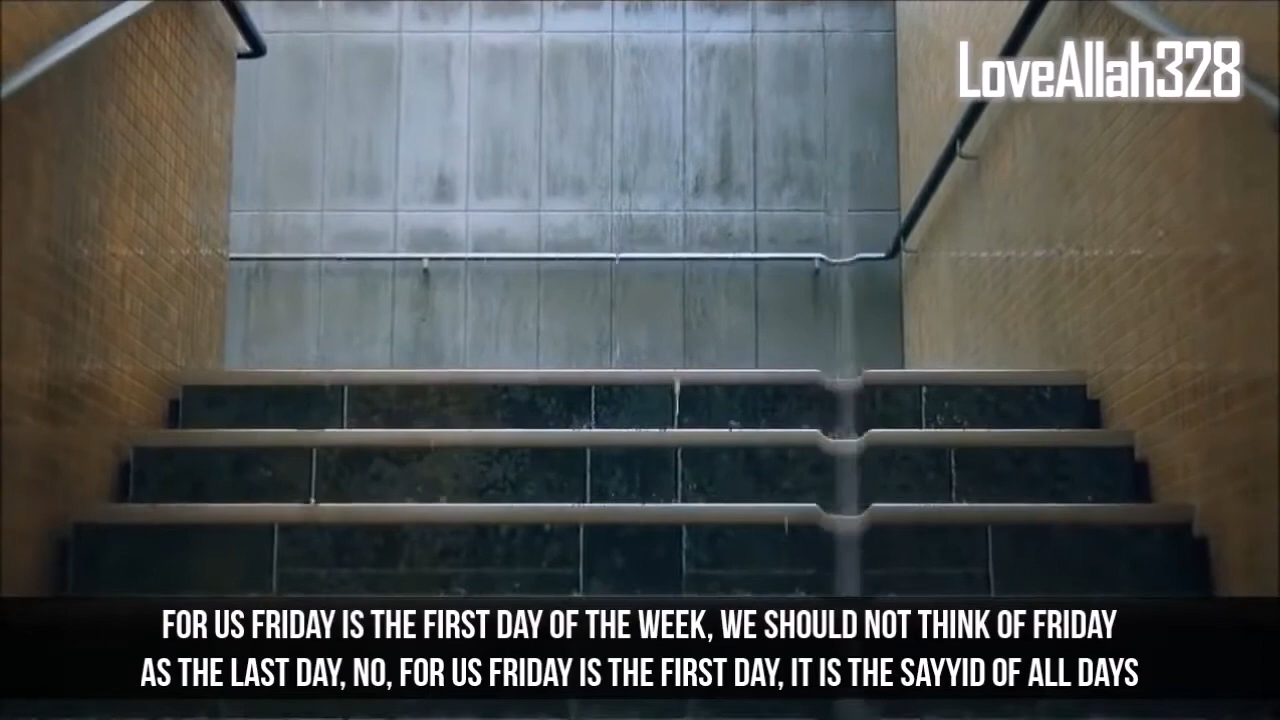 LoveAllah328
FOR US FRIDAY IS THE FIRST DAY OF THE WEEK, WE SHOULD NOT THINK OF FRIDAY
AS THE LAST DAY, NO, FOR US FRIDAY IS THE FIRST DAY, IT IS THE SAYYID OF ALL DAYS